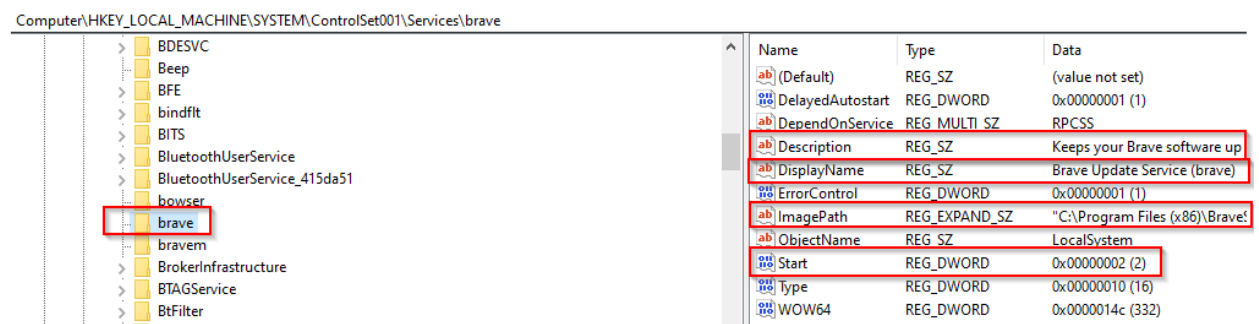 Computer\HKEY_LOCAL_MACHINE\SYSTEM\ControlSet001\Services\brave
BDESVC
Beep
BFE
bindflt
BITS
BluetoothUserService
BluetoothUserService_415da51
bowser
brave
bravem
BrokerInfrastructure
BTAGService
BtFilter
Name Type Data
(Default) REG_SZ (value not set)
DelayedAutostart REG_DWORD 0x00000001 (1)
DependOnService REG_MULTI_SZ RPCSS
Description REG_SZ Keeps your Brave software up
DisplayName REG_SZ Brave Update Service (brave)
ErrorControl REG_DWORD 0x00000001 (1)
ImagePath REG_EXPAND_SZ "C:\Program Files (x86)\BraveS
ObjectName REG_SZ LocalSystem
Start REG_DWORD 0x00000002 (2)
Type REG_DWORD 0x00000010 (16)
WOW64 REG_DWORD 0x0000014c (332)